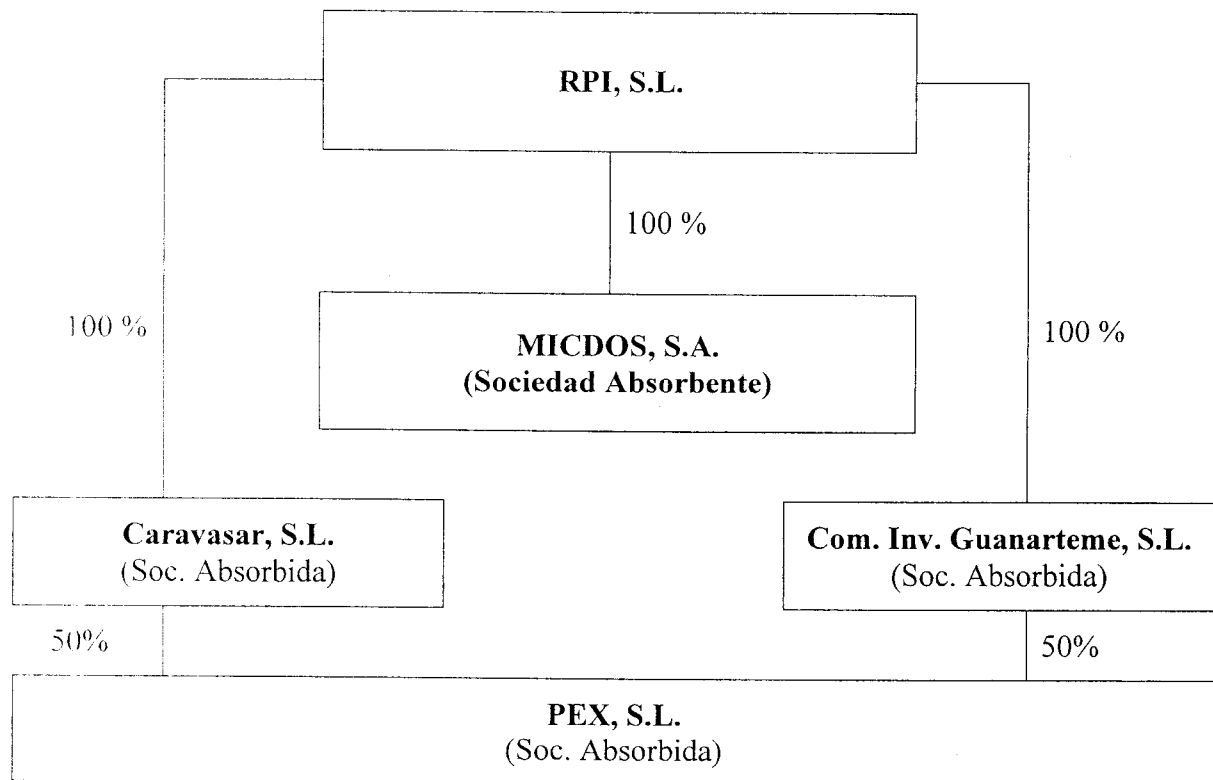 RPI, S.L.
100 %
MICDOS, S.A.
(Sociedad Absorbente)
100 %
100 %
Caravasar, S.L.
(Soc. Absorbida)
Com. Inv. Guanarteme, S.L.
(Soc. Absorbida)
50%
50%
PEX, S.L.
(Soc. Absorbida)